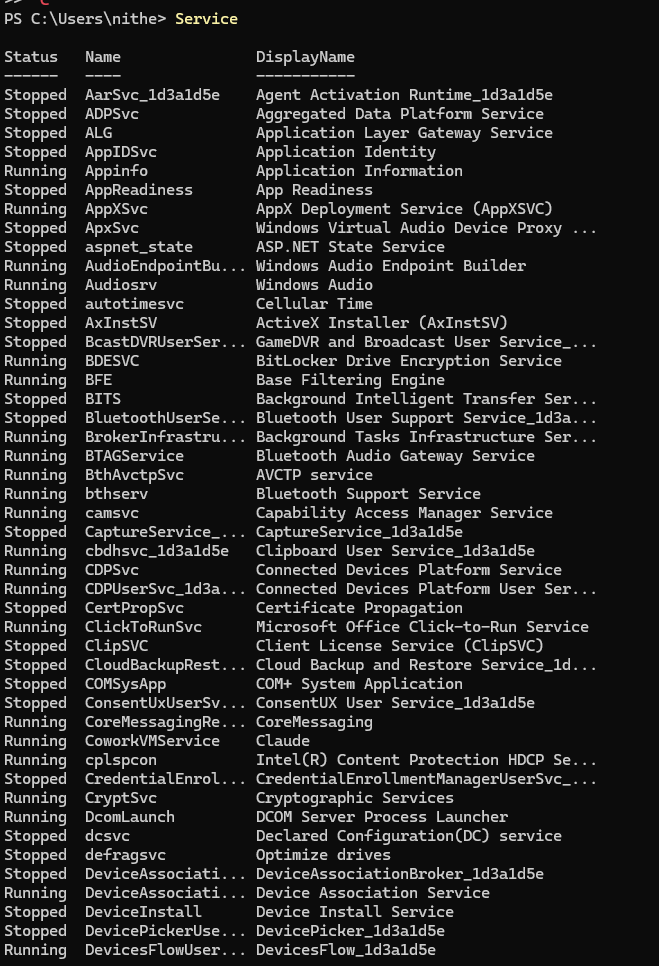 >> C
PS C:\Users\nithe> Service
Status Name DisplayName
------ ---- -----------
Stopped AarSvc_1d3a1d5e Agent Activation Runtime_1d3a1d5e
Stopped ADPSvc Aggregated Data Platform Service
Stopped ALG Application Layer Gateway Service
Stopped AppIDSvc Application Identity
Running Appinfo Application Information
Stopped AppReadiness App Readiness
Running AppXSvc AppX Deployment Service (AppXSVC)
Stopped ApxSvc Windows Virtual Audio Device Proxy ...
Stopped aspnet_state ASP.NET State Service
Running AudioEndpointBu... Windows Audio Endpoint Builder
Running Audiosrv Windows Audio
Stopped autotimesvc Cellular Time
Stopped AxInstSV ActiveX Installer (AxInstSV)
Stopped BcastDVRUserSer... GameDVR and Broadcast User Service_...
Running BDESVC BitLocker Drive Encryption Service
Running BFE Base Filtering Engine
Stopped BITS Background Intelligent Transfer Ser...
Stopped BluetoothUserSe... Bluetooth User Support Service_1d3a...
Running BrokerInfrastru... Background Tasks Infrastructure Ser...
Running BTAGService Bluetooth Audio Gateway Service
Running BthAvctpSvc AVCTP service
Running bthserv Bluetooth Support Service
Running camsvc Capability Access Manager Service
Stopped CaptureService_... CaptureService_1d3a1d5e
Running cbdhsvc_1d3a1d5e Clipboard User Service_1d3a1d5e
Running CDPSvc Connected Devices Platform Service
Running CDPUserSvc_1d3a... Connected Devices Platform User Ser...
Stopped CertPropSvc Certificate Propagation
Running ClickToRunSvc Microsoft Office Click-to-Run Service
Stopped ClipSVC Client License Service (ClipSVC)
Stopped CloudBackupRest... Cloud Backup and Restore Service_1d...
Stopped COMSysApp COM+ System Application
Stopped ConsentUxUserSv... ConsentUX User Service_1d3a1d5e
Running CoreMessagingRe... CoreMessaging
Running CoworkVMService Claude
Running cplspcon Intel(R) Content Protection HDCP Se...
Stopped CredentialEnrol... CredentialEnrollmentManagerUserSvc_...
Running CryptSvc Cryptographic Services
Running DcomLaunch DCOM Server Process Launcher
Stopped dcsvc Declared Configuration(DC) service
Stopped defragsvc Optimize drives
Stopped DeviceAssociati... DeviceAssociationBroker_1d3a1d5e
Running DeviceAssociati... Device Association Service
Stopped DeviceInstall Device Install Service
Stopped DevicePickerUse... DevicePicker_1d3a1d5e
Running DevicesFlowUser... DevicesFlow_1d3a1d5e